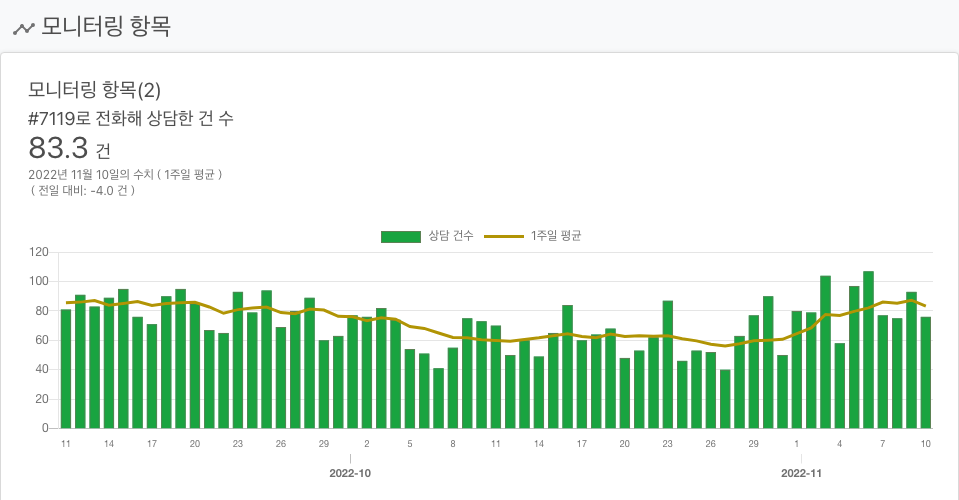 모니터링 항목
모니터링 항목(2)
#7119로 전화해 상담한 건 수
83.3 건
2022년 11월 10일의 수치 ( 1주일 평균 )
( 전일 대비: -4.0 건 )
상담 건수 1주일 평균
120
100
80
60
40
20
0
11 14 17 20 23 26 29 2 5 8 11 14 17 20 23 26 29 1 4 7 10
2022-10 2022-11